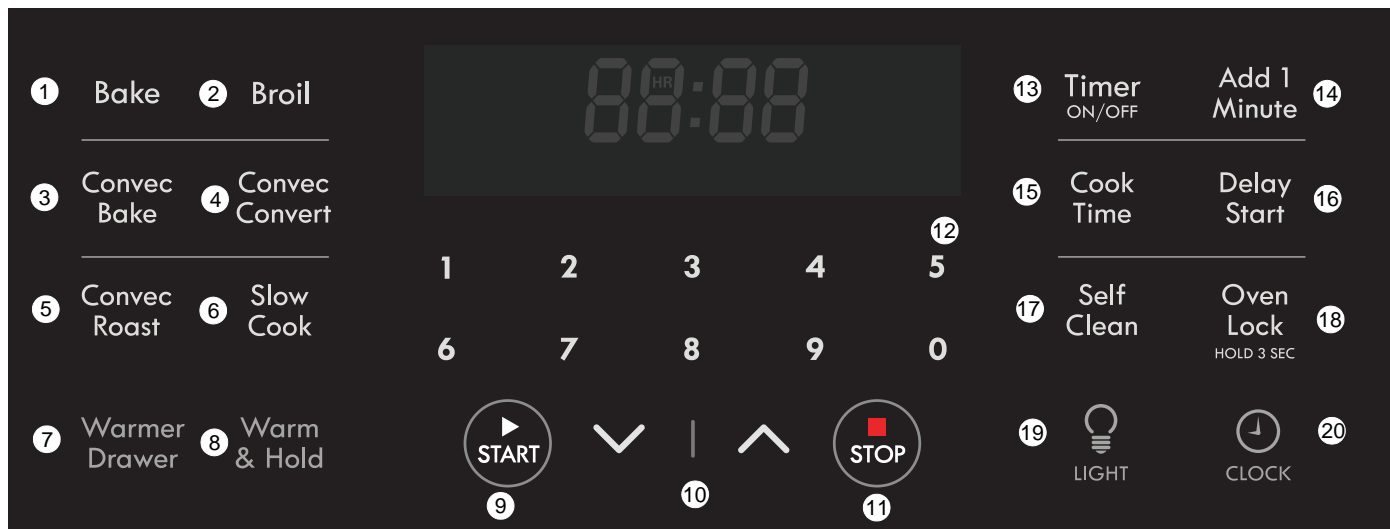 1 Bake 2 Broil
3 Convec Bake 4 Convec Convert
5 Convec Roast 6 Slow Cook
7 Warmer Drawer 8 Warm & Hold
88:88
HR
12
1 2 3 4 5
6 7 8 9 0
START
STOP
9 10 11
13 Timer ON/OFF
Add 1 Minute 14
15 Cook Time
Delay Start 16
17 Self Clean
Oven Lock HOLD 3 SEC 18
19 LIGHT
CLOCK 20